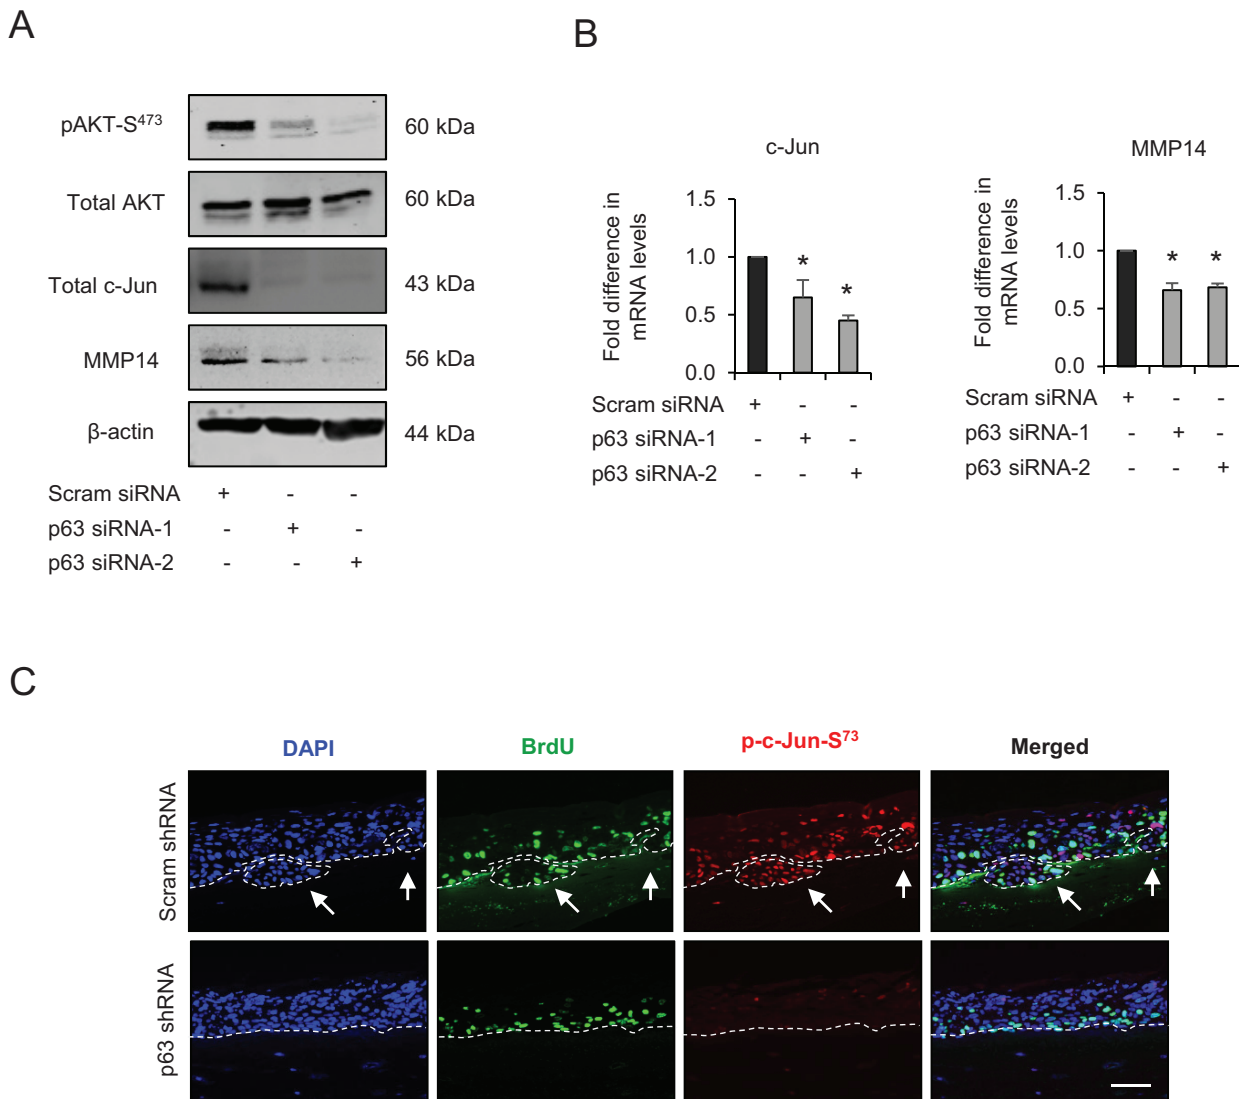 A
pAKT-S473 60 kDa
Total AKT 60 kDa
Total c-Jun 43 kDa
MMP14 56 kDa
β-actin 44 kDa
Scram siRNA + - -
p63 siRNA-1 - + -
p63 siRNA-2 - - +
B
c-Jun
Fold difference in
mRNA levels
1.5
1.0
0.5
0.0
*
*
Scram siRNA + - -
p63 siRNA-1 - + -
p63 siRNA-2 - - +
MMP14
Fold difference in
mRNA levels
1.5
1.0
0.5
0.0
* *
Scram siRNA + - -
p63 siRNA-1 - + -
p63 siRNA-2 - - +
C
DAPI BrdU p-c-Jun-S73 Merged
Scram shRNA
p63 shRNA